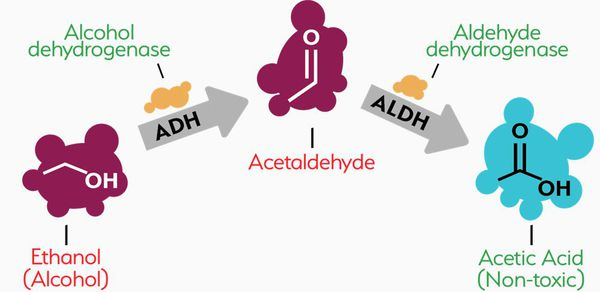 Alcohol
dehydrogenase
ADH
Ethanol
(Alcohol)
OH
O
Acetaldehyde
Aldehyde
dehydrogenase
ALDH
O
OH
Acetic Acid
(Non-toxic)